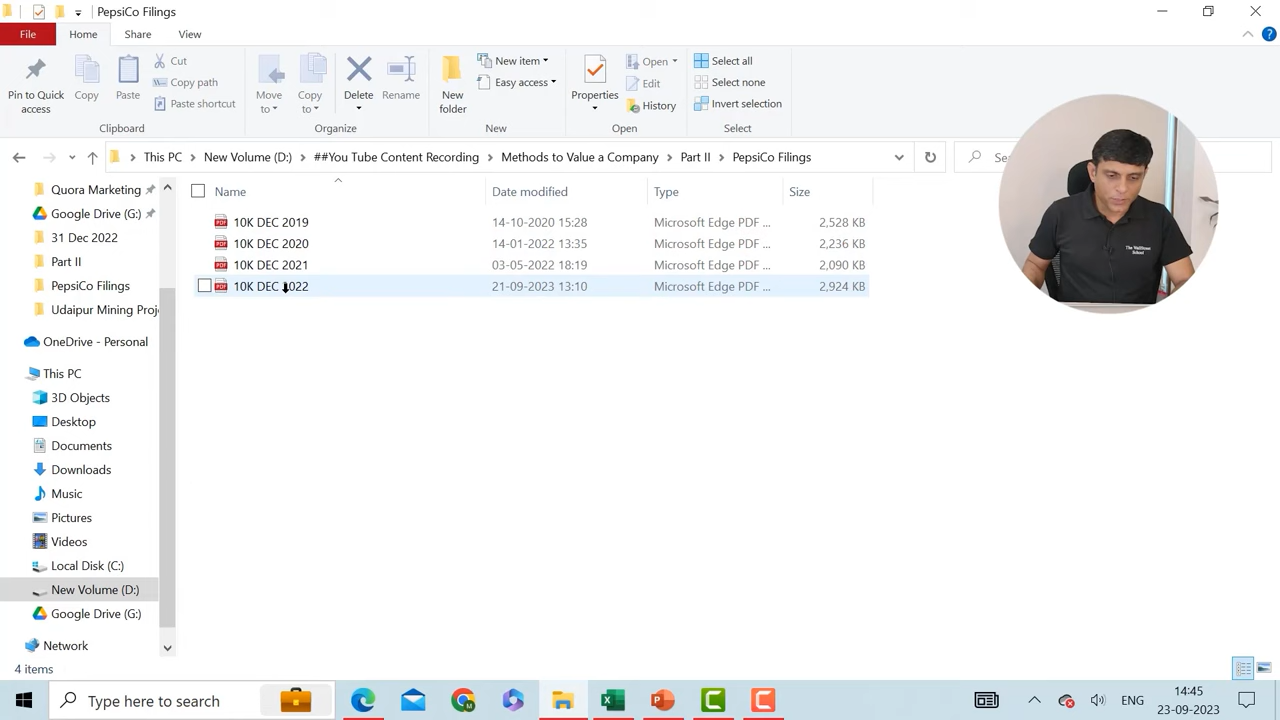 PepsiCo Filings
File Home Share View
Pin to Quick access
Copy
Paste
Cut
Copy path
Paste shortcut
Clipboard
Move to
Copy to
Delete
Rename
Organize
New folder
New item
Easy access
New
Properties
Open
Edit
History
Open
Select all
Select none
Invert selection
Select
This PC New Volume (D:) ##You Tube Content Recording Methods to Value a Company Part II PepsiCo Filings
Quora Marketing
Google Drive (G:)
31 Dec 2022
Part II
PepsiCo Filings
Udaipur Mining Proj
OneDrive - Personal
This PC
3D Objects
Desktop
Documents
Downloads
Music
Pictures
Videos
Local Disk (C:)
New Volume (D:)
Google Drive (G:)
Network
Name Date modified Type Size
10K DEC 2019 14-10-2020 15:28 Microsoft Edge PDF ... 2,528 KB
10K DEC 2020 14-01-2022 13:35 Microsoft Edge PDF ... 2,236 KB
10K DEC 2021 03-05-2022 18:19 Microsoft Edge PDF ... 2,090 KB
10K DEC 2022 21-09-2023 13:10 Microsoft Edge PDF ... 2,924 KB
The WallStreet
School
4 items
Type here to search
ENG
14:45
23-09-2023